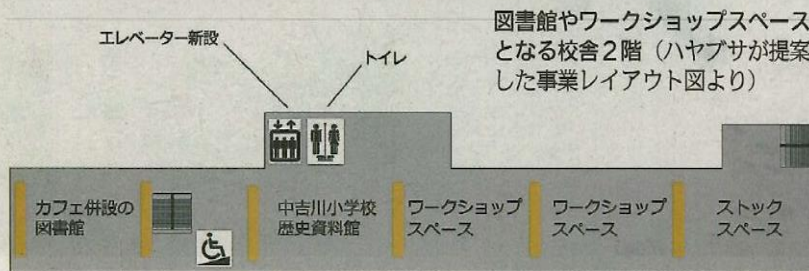 図書館やワークショップスペース
となる校舎2階（ハヤブサが提案
した事業レイアウト図より）
エレベーター新設
トイレ
カフェ併設の
図書館
中吉川小学校
歴史資料館
ワークショップ
スペース
ワークショップ
スペース
ストック
スペース